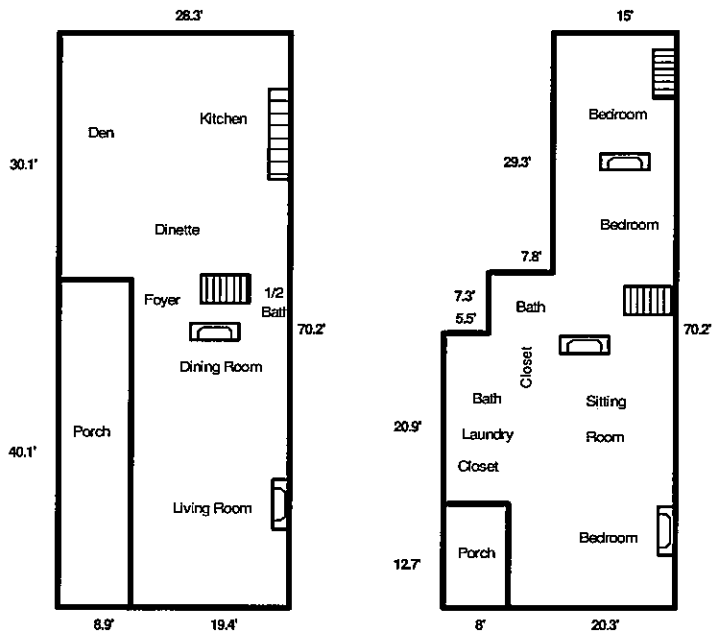 28.3'
Kitchen
Den
30.1'
Dinette
Foyer
1/2
Bath
70.2'
Dining Room
Porch
40.1'
Living Room
8.9'
19.4'
15'
Bedroom
29.3'
Bedroom
7.8'
7.3'
5.5'
Bath
70.2'
Closet
Bath
Sitting
Room
20.9'
Laundry
Closet
Bedroom
Porch
12.7'
8'
20.3'